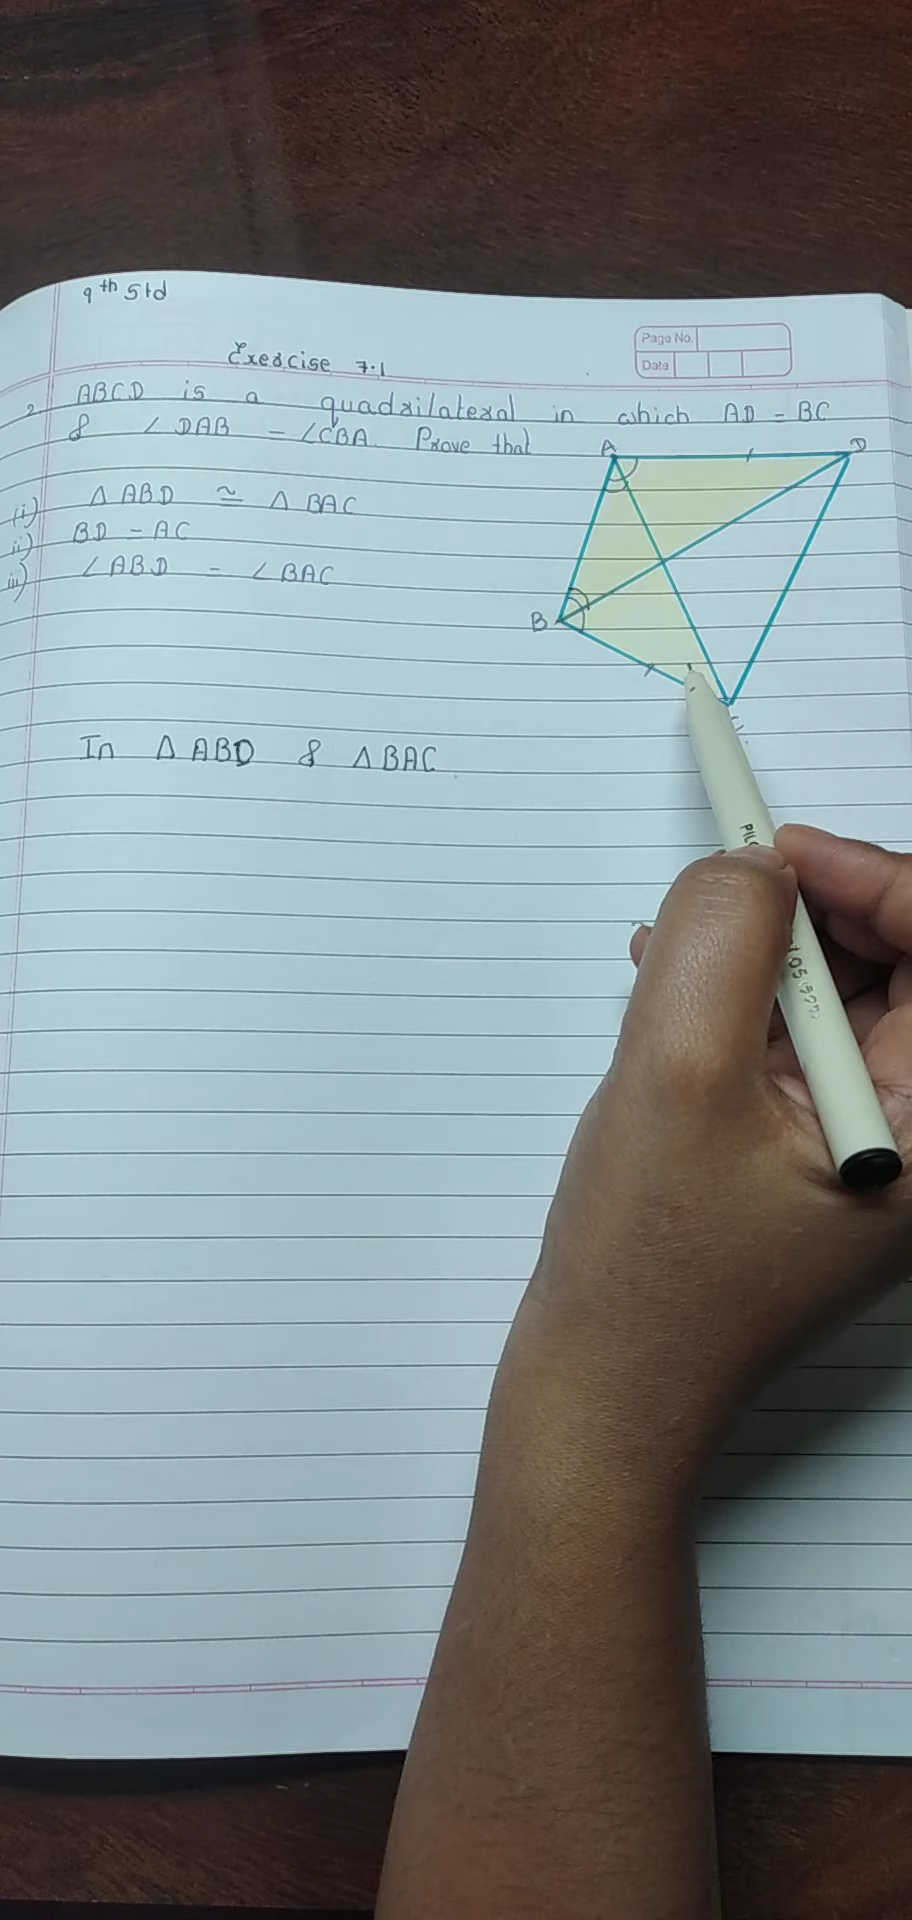 9th Std
Exercise 7.1
Page No.
Date
2. ABCD is a quadrilateral in which AD = BC
& ∠DAB = ∠CBA. Prove that
(i) Δ ABD ≅ Δ BAC
ii) BD = AC
iii) ∠ABD = ∠BAC
A
D
B
In Δ ABD & Δ BAC